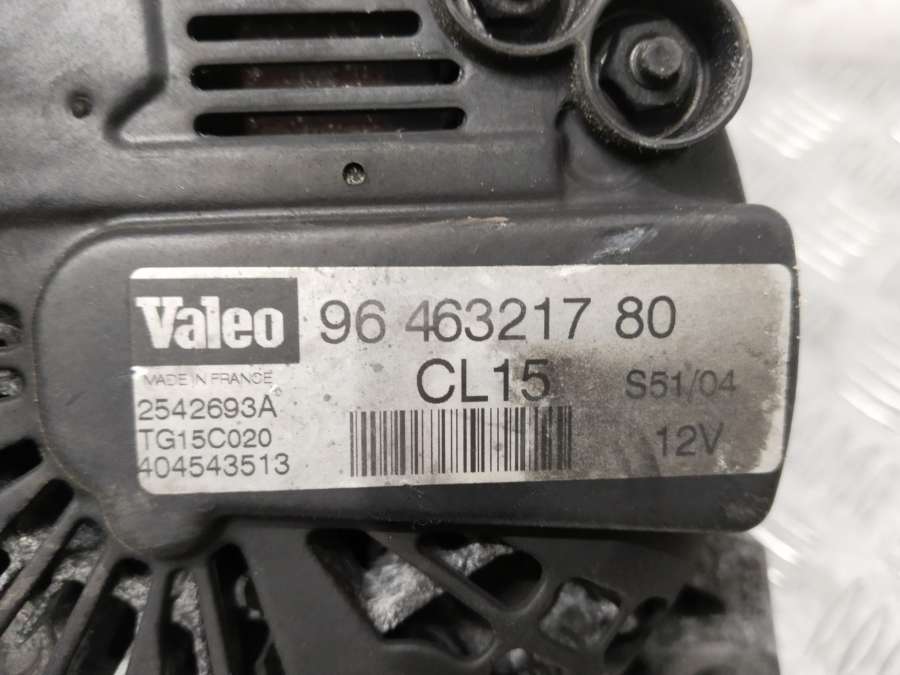 Valeo 96 463217 80
MADE IN FRANCE CL15 S51/04
2542693A
TG15C020 12V
404543513